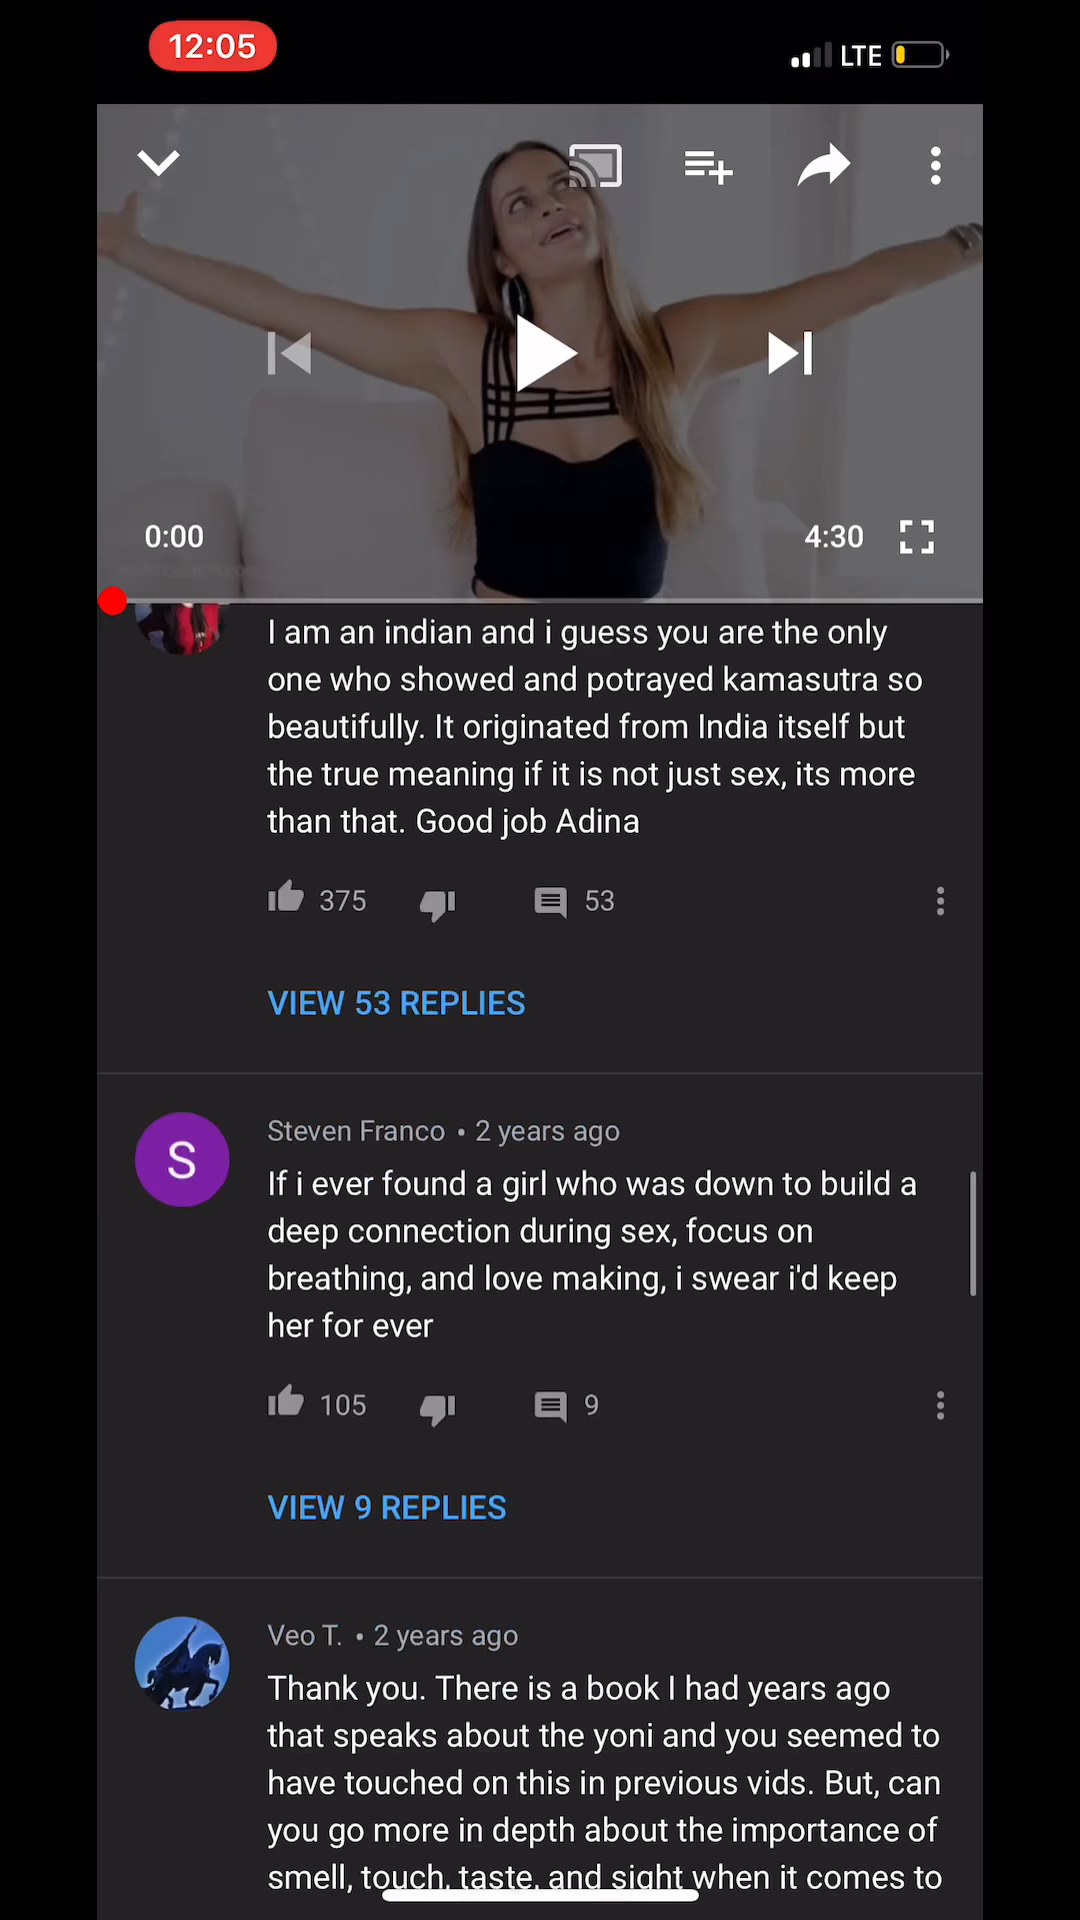 12:05
LTE
0:00
4:30
I am an indian and i guess you are the only
one who showed and potrayed kamasutra so
beautifully. It originated from India itself but
the true meaning if it is not just sex, its more
than that. Good job Adina
375
53
VIEW 53 REPLIES
S
Steven Franco • 2 years ago
If i ever found a girl who was down to build a
deep connection during sex, focus on
breathing, and love making, i swear i'd keep
her for ever
105
9
VIEW 9 REPLIES
Veo T. • 2 years ago
Thank you. There is a book I had years ago
that speaks about the yoni and you seemed to
have touched on this in previous vids. But, can
you go more in depth about the importance of
smell, touch, taste, and sight when it comes to